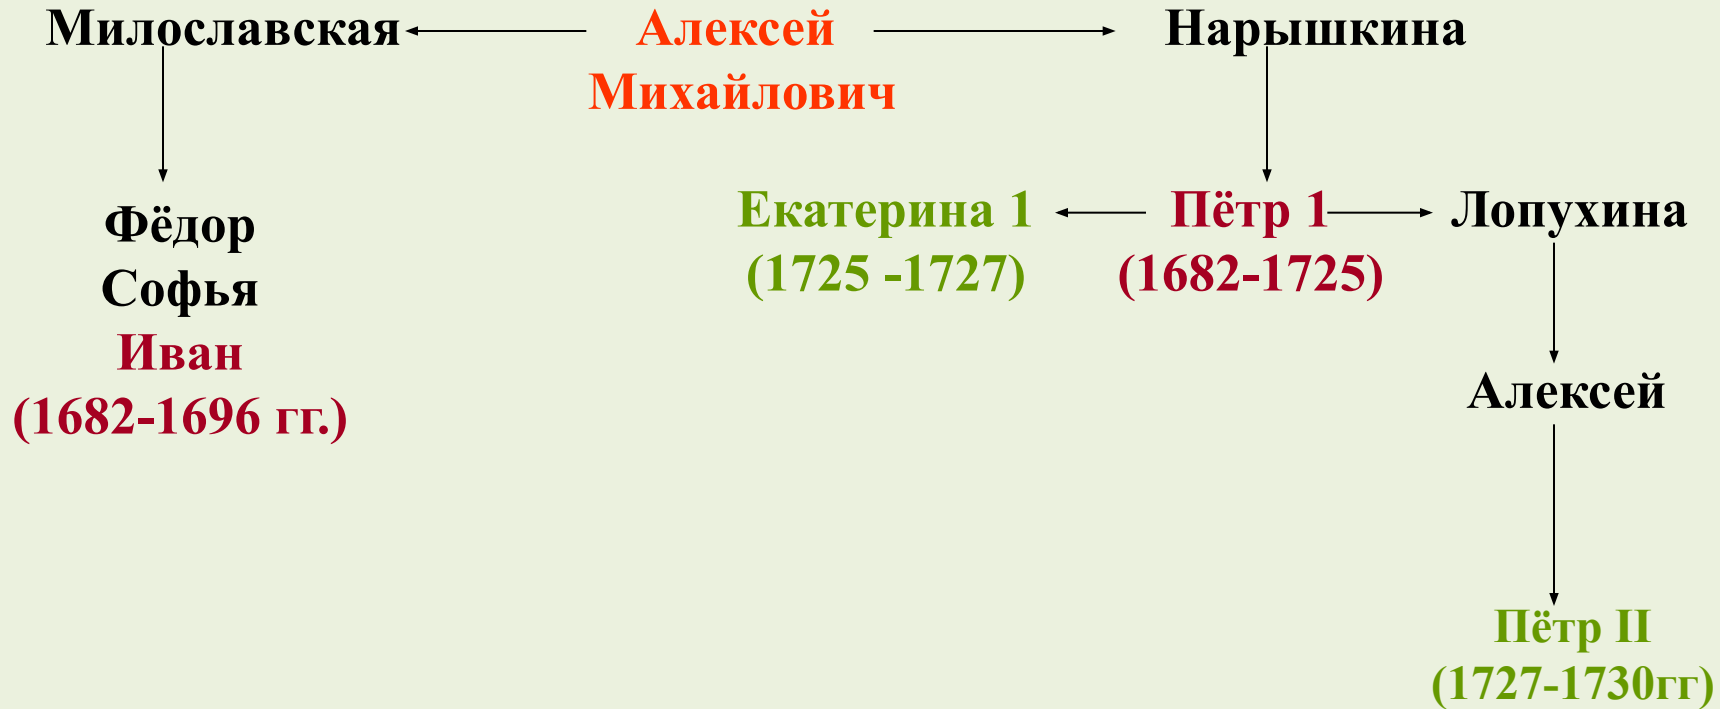 Милославская
Алексей
Михайлович
Нарышкина
Фёдор
Софья
Иван
(1682-1696 гг.)
Екатерина 1
(1725 -1727)
Пётр 1
(1682-1725)
Лопухина
Алексей
Пётр II
(1727-1730гг)